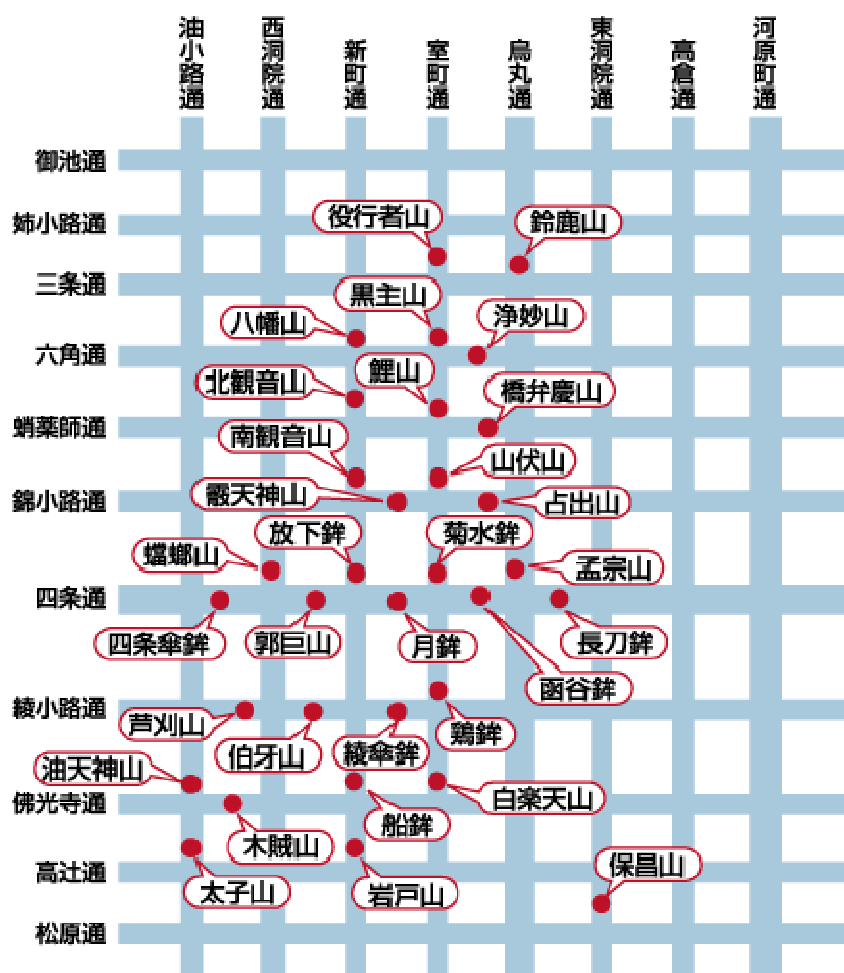 油小路通
西洞院通
新町通
室町通
烏丸通
東洞院通
高倉通
河原町通
御池通
姉小路通
役行者山
鈴鹿山
三条通
黒主山
八幡山
浄妙山
六角通
鯉山
北観音山
橋弁慶山
蛸薬師通
南観音山
山伏山
霰天神山
占出山
錦小路通
放下鉾
菊水鉾
蟷螂山
孟宗山
四条通
四条傘鉾
郭巨山
月鉾
長刀鉾
函谷鉾
綾小路通
芦刈山
伯牙山
綾傘鉾
鶏鉾
油天神山
白楽天山
佛光寺通
船鉾
木賊山
高辻通
太子山
岩戸山
保昌山
松原通